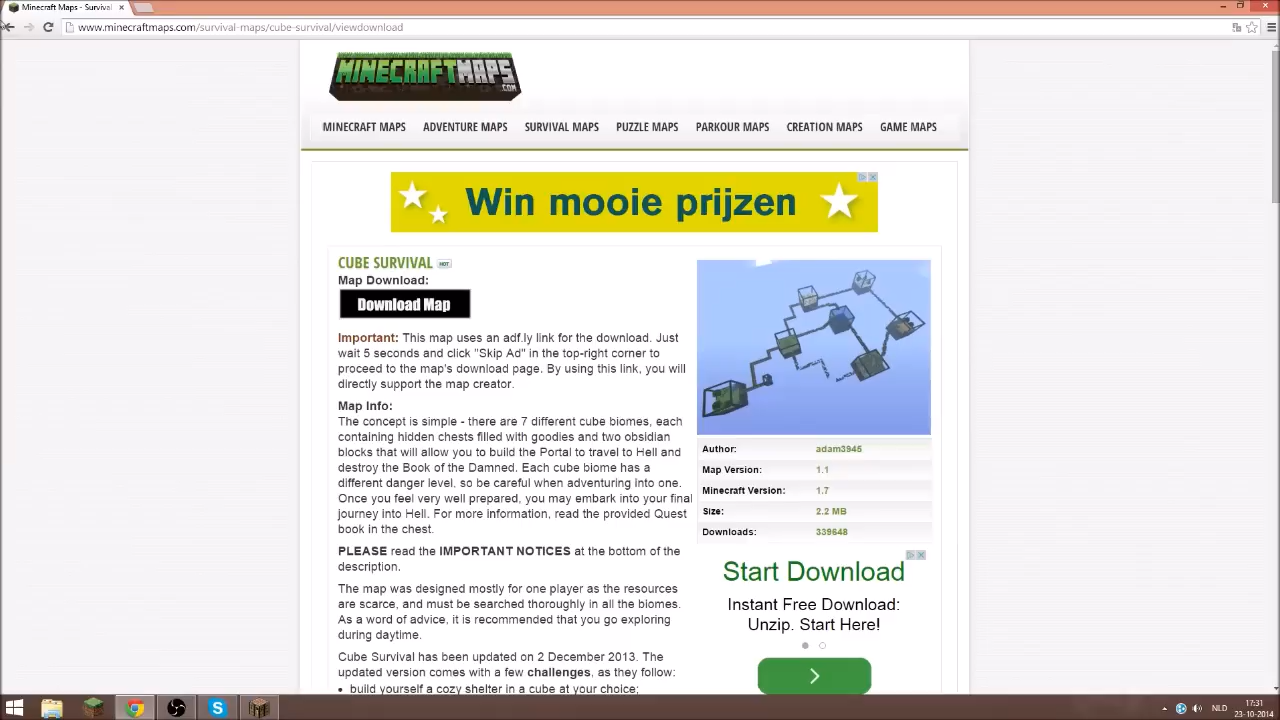 Minecraft Maps - Survival
www.minecraftmaps.com/survival-maps/cube-survival/viewdownload
MINECRAFTMAPS
.COM
MINECRAFT MAPS ADVENTURE MAPS SURVIVAL MAPS PUZZLE MAPS PARKOUR MAPS CREATION MAPS GAME MAPS
Win mooie prijzen
CUBE SURVIVAL HOT
Map Download:
Download Map
Important: This map uses an adf.ly link for the download. Just
wait 5 seconds and click "Skip Ad" in the top-right corner to
proceed to the map's download page. By using this link, you will
directly support the map creator.
Map Info:
The concept is simple - there are 7 different cube biomes, each
containing hidden chests filled with goodies and two obsidian
blocks that will allow you to build the Portal to travel to Hell and
destroy the Book of the Damned. Each cube biome has a
different danger level, so be careful when adventuring into one.
Once you feel very well prepared, you may embark into your final
journey into Hell. For more information, read the provided Quest
book in the chest.
PLEASE read the IMPORTANT NOTICES at the bottom of the
description.
The map was designed mostly for one player as the resources
are scarce, and must be searched thoroughly in all the biomes.
As a word of advice, it is recommended that you go exploring
during daytime.
Cube Survival has been updated on 2 December 2013. The
updated version comes with a few challenges, as they follow:
• build yourself a cozy shelter in a cube at your choice;
Author: adam3945
Map Version: 1.1
Minecraft Version: 1.7
Size: 2.2 MB
Downloads: 339648
Start Download
Instant Free Download:
Unzip. Start Here!
NLD
17:31
23-10-2014